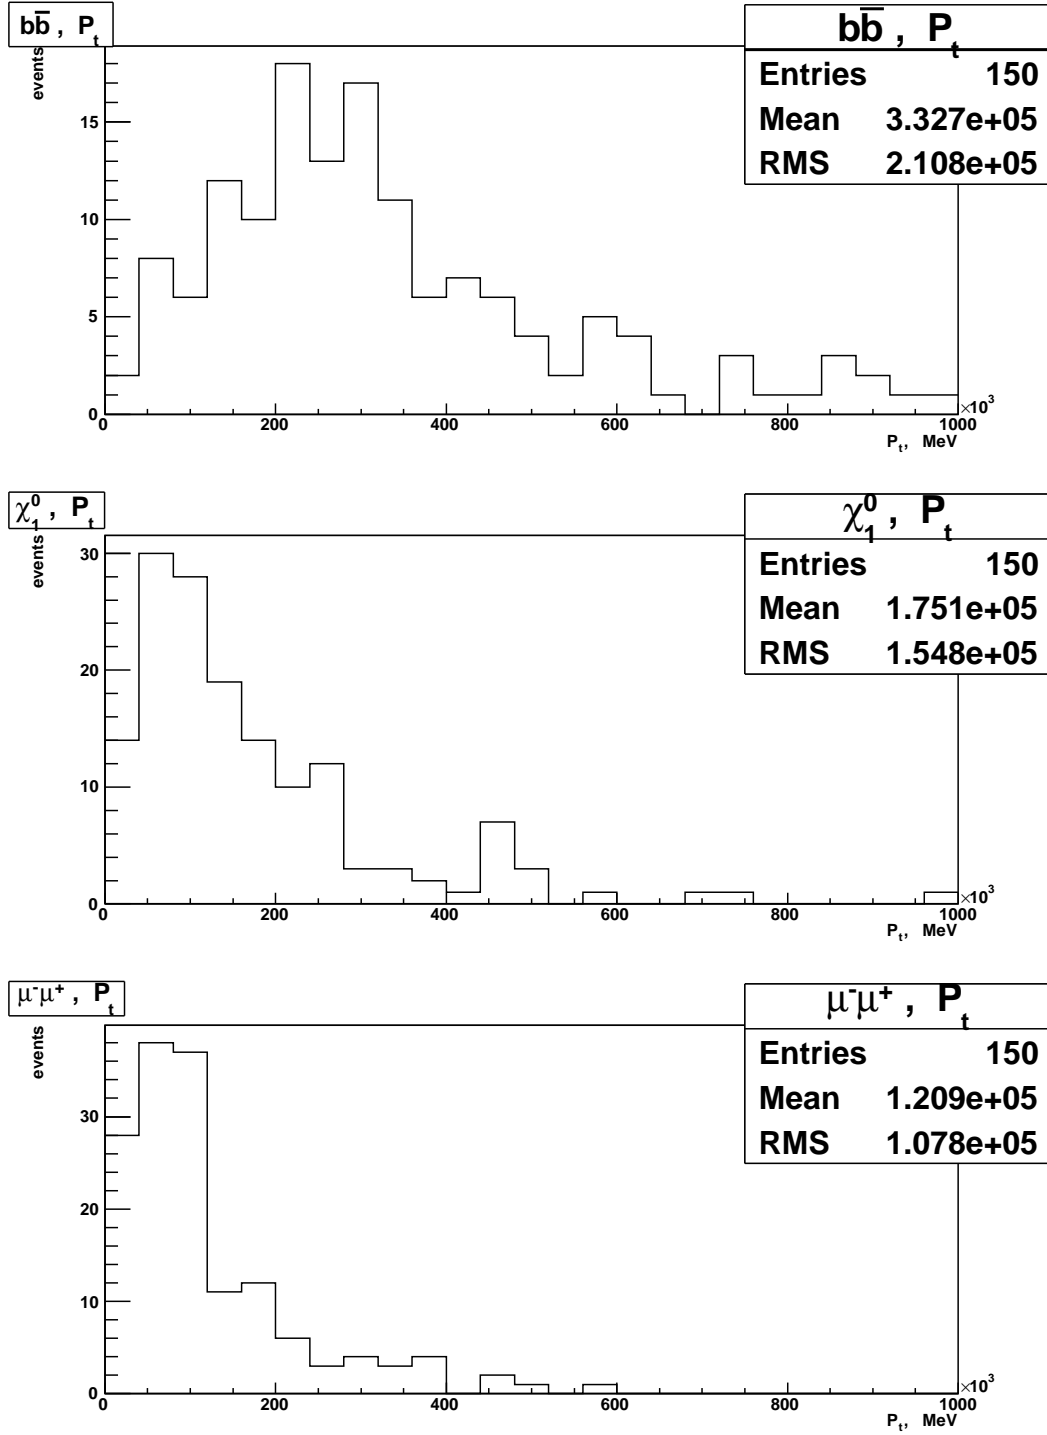 bb̅ , Pₜ
bb̅ , Pₜ
Entries 150
Mean 3.327e+05
RMS 2.108e+05
events
15
10
5
0
0 200 400 600 800 1000
×10³
Pₜ, MeV
χ₁⁰ , Pₜ
χ₁⁰ , Pₜ
Entries 150
Mean 1.751e+05
RMS 1.548e+05
events
30
20
10
0
0 200 400 600 800 1000
×10³
Pₜ, MeV
μ⁻μ⁺ , Pₜ
μ⁻μ⁺ , Pₜ
Entries 150
Mean 1.209e+05
RMS 1.078e+05
events
30
20
10
0
0 200 400 600 800 1000
×10³
Pₜ, MeV